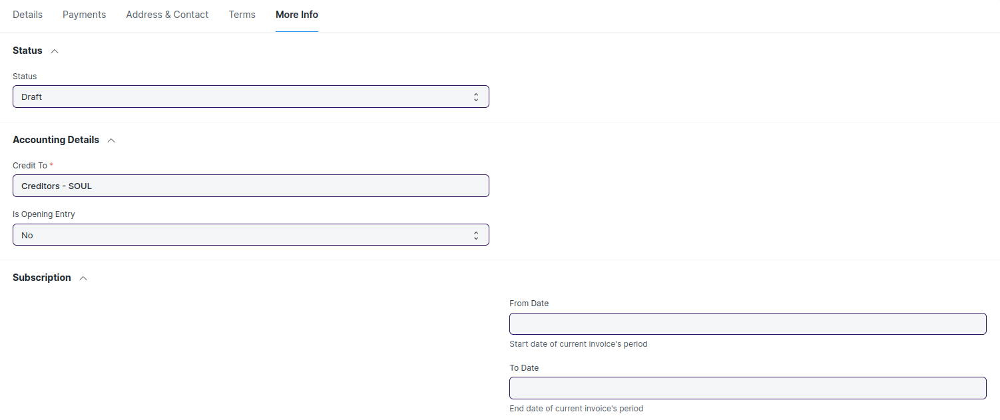 Details Payments Address & Contact Terms More Info
Status
Status
Draft
Accounting Details
Credit To *
Creditors - SOUL
Is Opening Entry
No
Subscription
From Date
Start date of current invoice's period
To Date
End date of current invoice's period